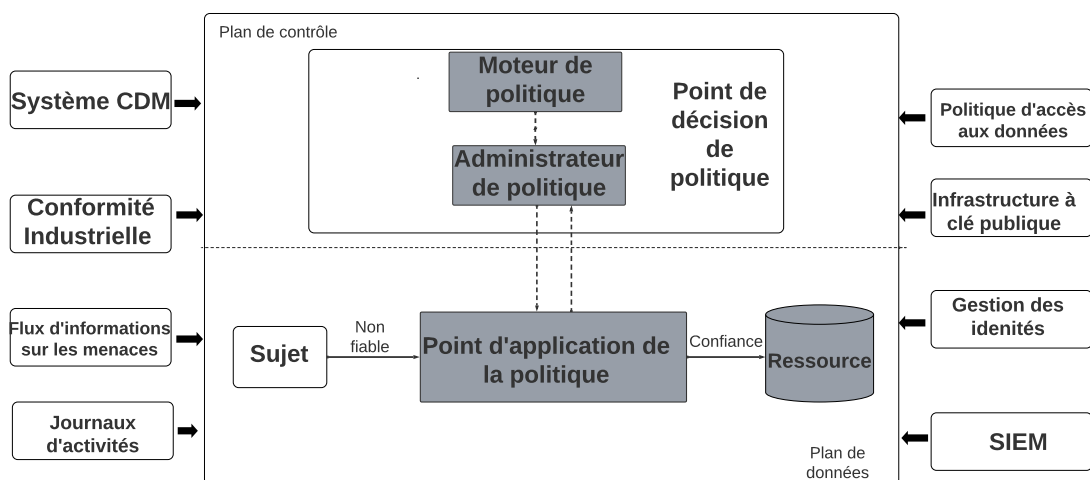 Plan de contrôle
Moteur de
politique
Point de
décision
de
politique
Administrateur
de politique
Système CDM
Conformité
Industrielle
Flux d'informations
sur les menaces
Journaux
d'activités
Sujet
Non
fiable
Point d'application de
la politique
Confiance
Ressource
Plan de
données
Politique d'accès
aux données
Infrastructure à
clé publique
Gestion des
idenités
SIEM